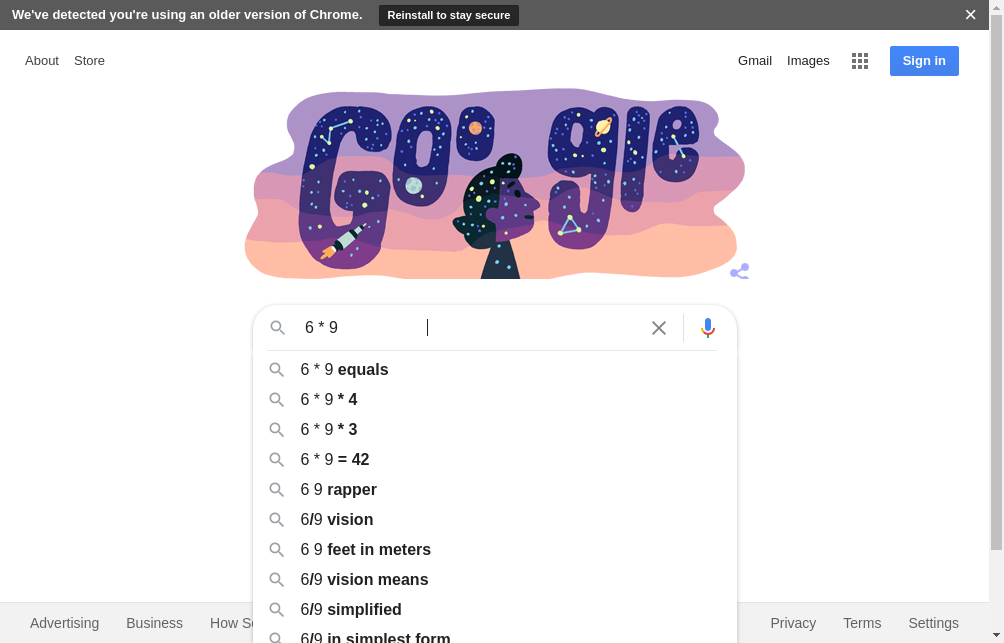 We've detected you're using an older version of Chrome. Reinstall to stay secure
About Store Gmail Images Sign in
6 * 9
6 * 9 equals
6 * 9 * 4
6 * 9 * 3
6 * 9 = 42
6 9 rapper
6/9 vision
6 9 feet in meters
6/9 vision means
6/9 simplified
6/9 in simplest form
Advertising Business How Privacy Terms Settings